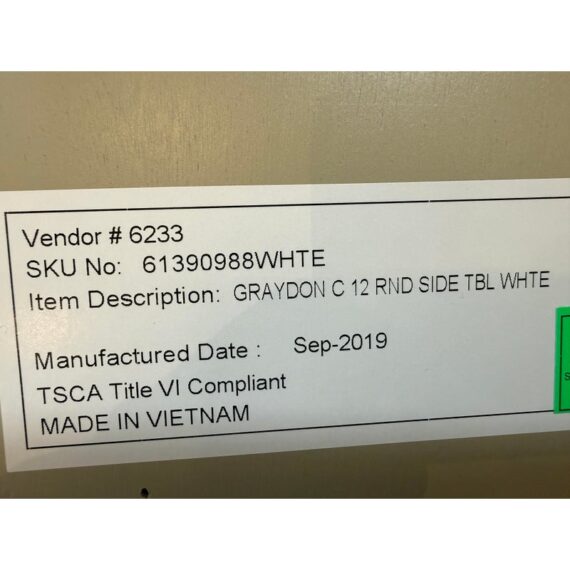 Vendor # 6233
SKU No: 61390988WHTE
Item Description: GRAYDON C 12 RND SIDE TBL WHTE
Manufactured Date : Sep-2019
TSCA Title VI Compliant
MADE IN VIETNAM